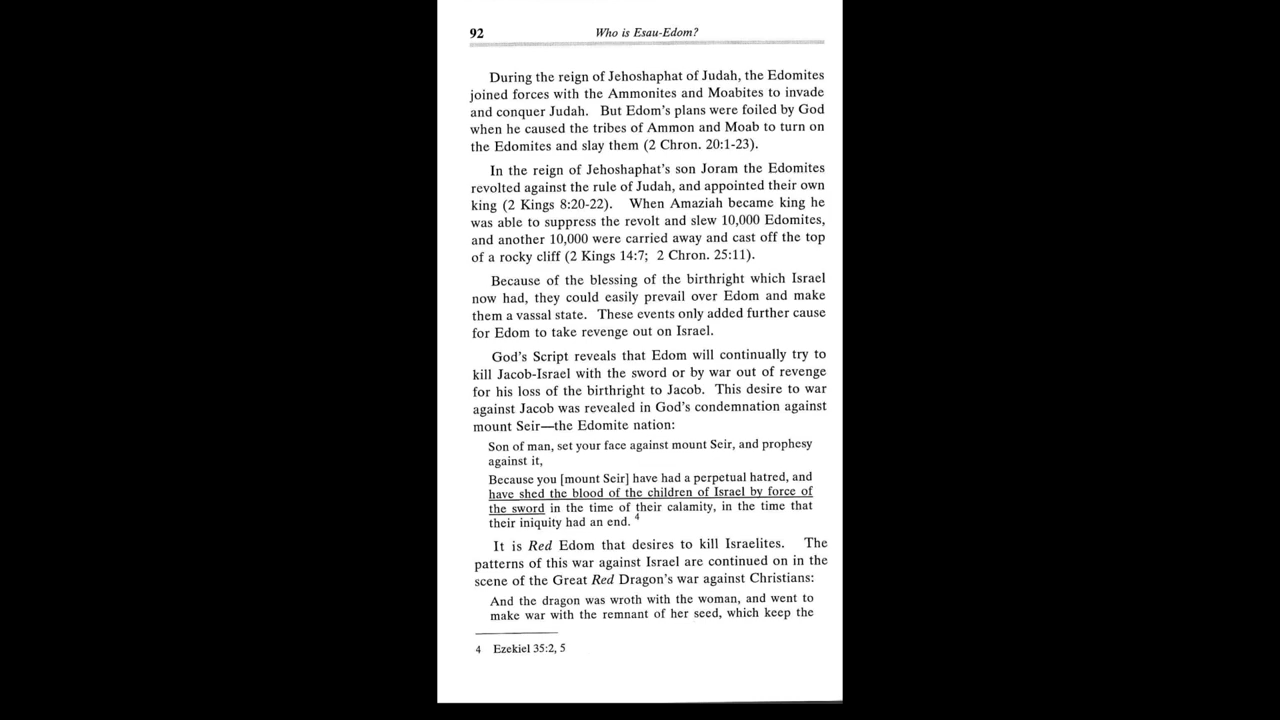 92
Who is Esau-Edom?
During the reign of Jehoshaphat of Judah, the Edomites
joined forces with the Ammonites and Moabites to invade
and conquer Judah. But Edom's plans were foiled by God
when he caused the tribes of Ammon and Moab to turn on
the Edomites and slay them (2 Chron. 20:1-23).
In the reign of Jehoshaphat's son Joram the Edomites
revolted against the rule of Judah, and appointed their own
king (2 Kings 8:20-22). When Amaziah became king he
was able to suppress the revolt and slew 10,000 Edomites,
and another 10,000 were carried away and cast off the top
of a rocky cliff (2 Kings 14:7; 2 Chron. 25:11).
Because of the blessing of the birthright which Israel
now had, they could easily prevail over Edom and make
them a vassal state. These events only added further cause
for Edom to take revenge out on Israel.
God's Script reveals that Edom will continually try to
kill Jacob-Israel with the sword or by war out of revenge
for his loss of the birthright to Jacob. This desire to war
against Jacob was revealed in God's condemnation against
mount Seir—the Edomite nation:
Son of man, set your face against mount Seir, and prophesy
against it,
Because you [mount Seir] have had a perpetual hatred, and
have shed the blood of the children of Israel by force of
the sword in the time of their calamity, in the time that
their iniquity had an end. 4
It is Red Edom that desires to kill Israelites. The
patterns of this war against Israel are continued on in the
scene of the Great Red Dragon's war against Christians:
And the dragon was wroth with the woman, and went to
make war with the remnant of her seed, which keep the
4 Ezekiel 35:2, 5